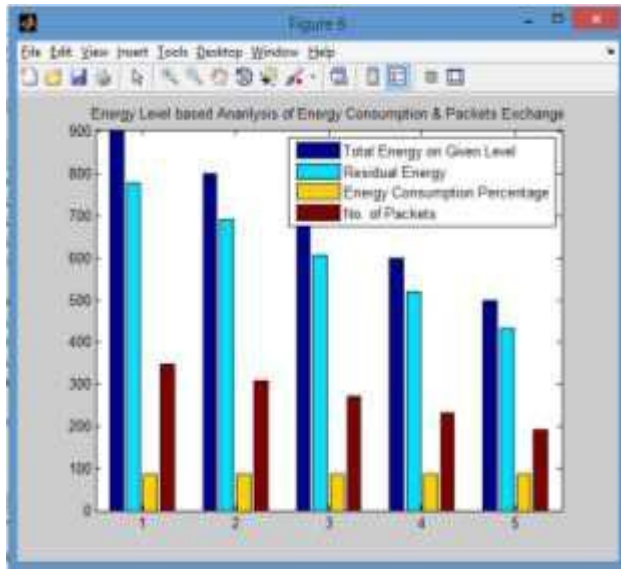 Figure 6
File Edit View Insert Tools Desktop Window Help
Energy Level based Ananlysis of Energy Consumption & Packets Exchange
Total Energy on Given Level
Residual Energy
Energy Consumption Percentage
No. of Packets
900
800
700
600
500
400
300
200
100
0
1 2 3 4 5